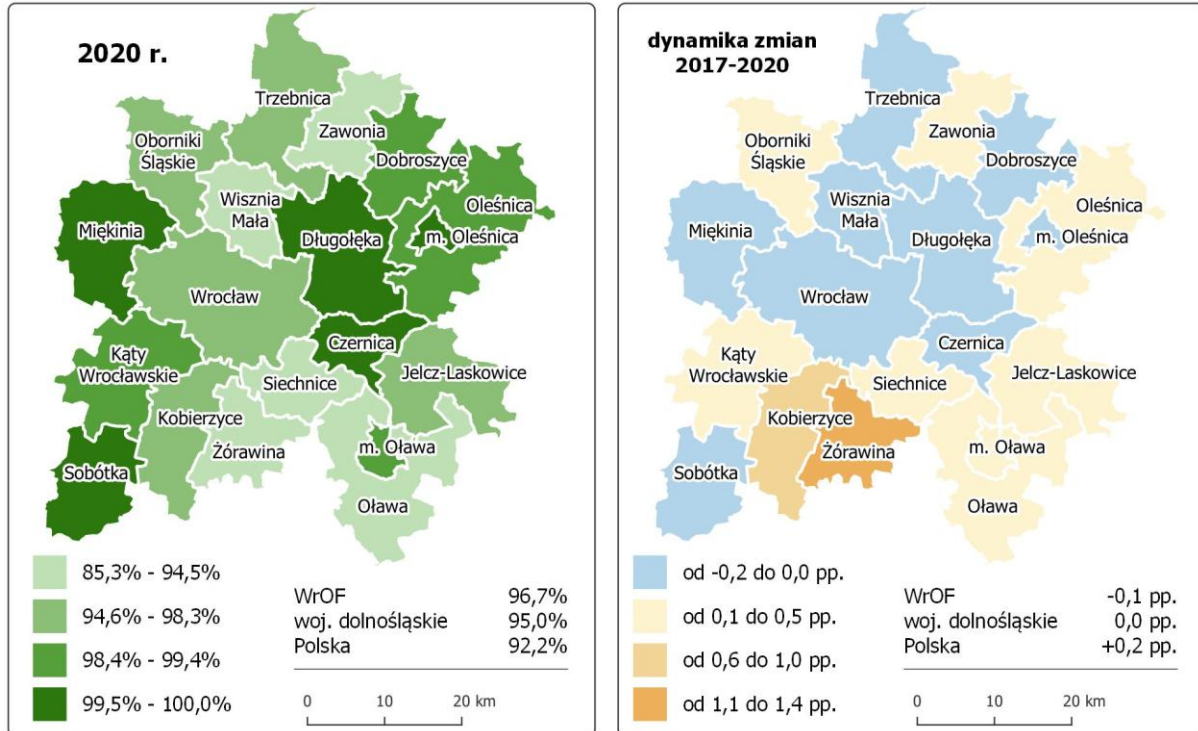 2020 r.
Trzebnica
Zawonia
Oborniki
Śląskie
Dobroszyce
Wisznia
Mała
Oleśnica
Miękinia
Długołęka
m. Oleśnica
Wrocław
Czernica
Kąty
Wrocławskie
Siechnice
Jelcz-Laskowice
Kobierzyce
m. Oława
Żórawina
Sobótka
Oława
85,3% - 94,5%
94,6% - 98,3%
98,4% - 99,4%
99,5% - 100,0%
WrOF 96,7%
woj. dolnośląskie 95,0%
Polska 92,2%
0 10 20 km
dynamika zmian
2017-2020
Trzebnica
Zawonia
Oborniki
Śląskie
Dobroszyce
Wisznia
Mała
Oleśnica
Miękinia
Długołęka
m. Oleśnica
Wrocław
Czernica
Kąty
Wrocławskie
Siechnice
Jelcz-Laskowice
Kobierzyce
m. Oława
Żórawina
Sobótka
Oława
od -0,2 do 0,0 pp.
od 0,1 do 0,5 pp.
od 0,6 do 1,0 pp.
od 1,1 do 1,4 pp.
WrOF -0,1 pp.
woj. dolnośląskie 0,0 pp.
Polska +0,2 pp.
0 10 20 km